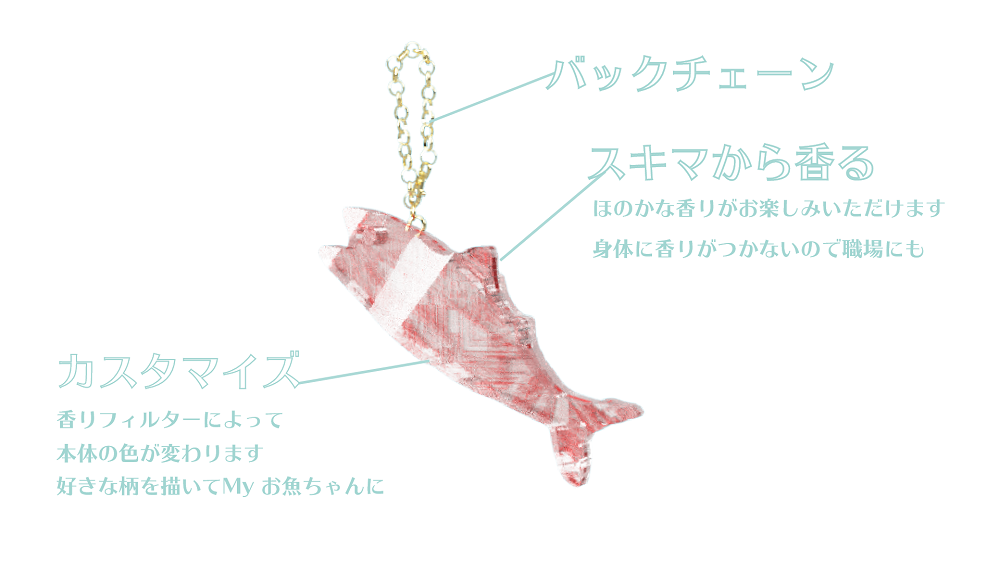 バックチェーン
スキマから香る
ほのかな香りがお楽しみいただけます
身体に香りがつかないので職場にも
カスタマイズ
香りフィルターによって
本体の色が変わります
好きな柄を描いてMy お魚ちゃんに